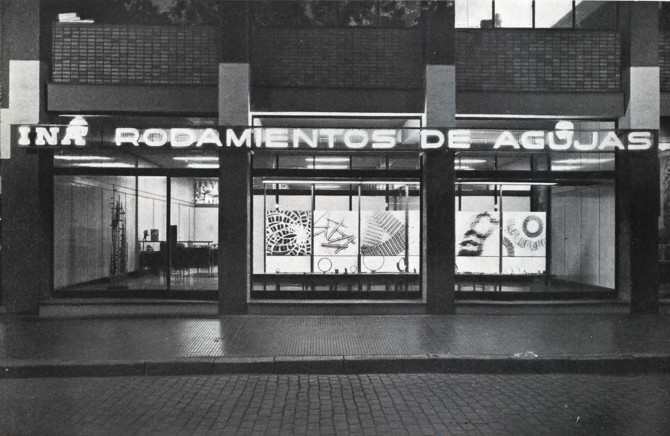 INA RODAMIENTOS DE AGUJAS